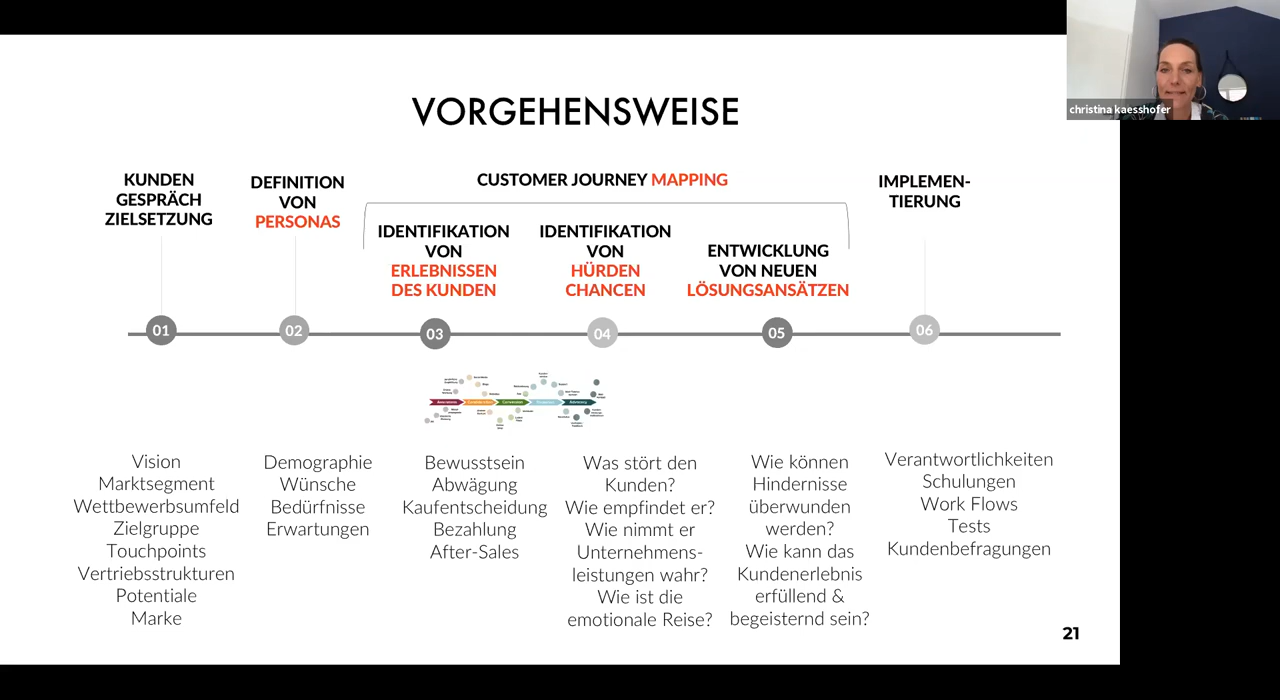 christina kaesshofer
VORGEHENSWEISE
KUNDEN
GESPRÄCH
ZIELSETZUNG
DEFINITION
VON
PERSONAS
CUSTOMER JOURNEY MAPPING
IDENTIFIKATION
VON
ERLEBNISSEN
DES KUNDEN
IDENTIFIKATION
VON
HÜRDEN
CHANCEN
ENTWICKLUNG
VON NEUEN
LÖSUNGSANSÄTZEN
IMPLEMEN-
TIERUNG
01
02
03
04
05
06
Vision
Marktsegment
Wettbewerbsumfeld
Zielgruppe
Touchpoints
Vertriebsstrukturen
Potentiale
Marke
Demographie
Wünsche
Bedürfnisse
Erwartungen
Bewusstsein
Abwägung
Kaufentscheidung
Bezahlung
After-Sales
Was stört den
Kunden?
Wie empfindet er?
Wie nimmt er
Unternehmens-
leistungen wahr?
Wie ist die
emotionale Reise?
Wie können
Hindernisse
überwunden
werden?
Wie kann das
Kundenerlebnis
erfüllend &
begeisternd sein?
Verantwortlichkeiten
Schulungen
Work Flows
Tests
Kundenbefragungen
21